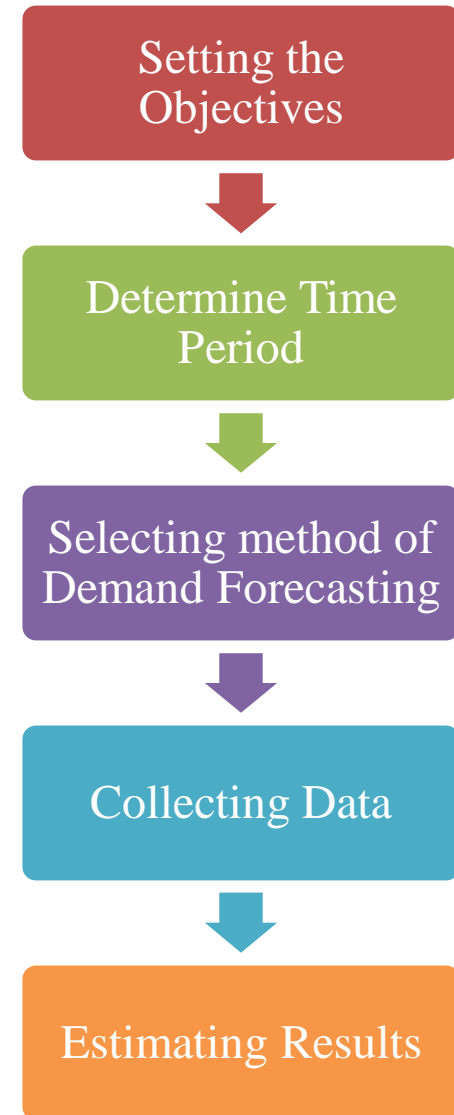 Setting the
Objectives
Determine Time
Period
Selecting method of
Demand Forecasting
Collecting Data
Estimating Results